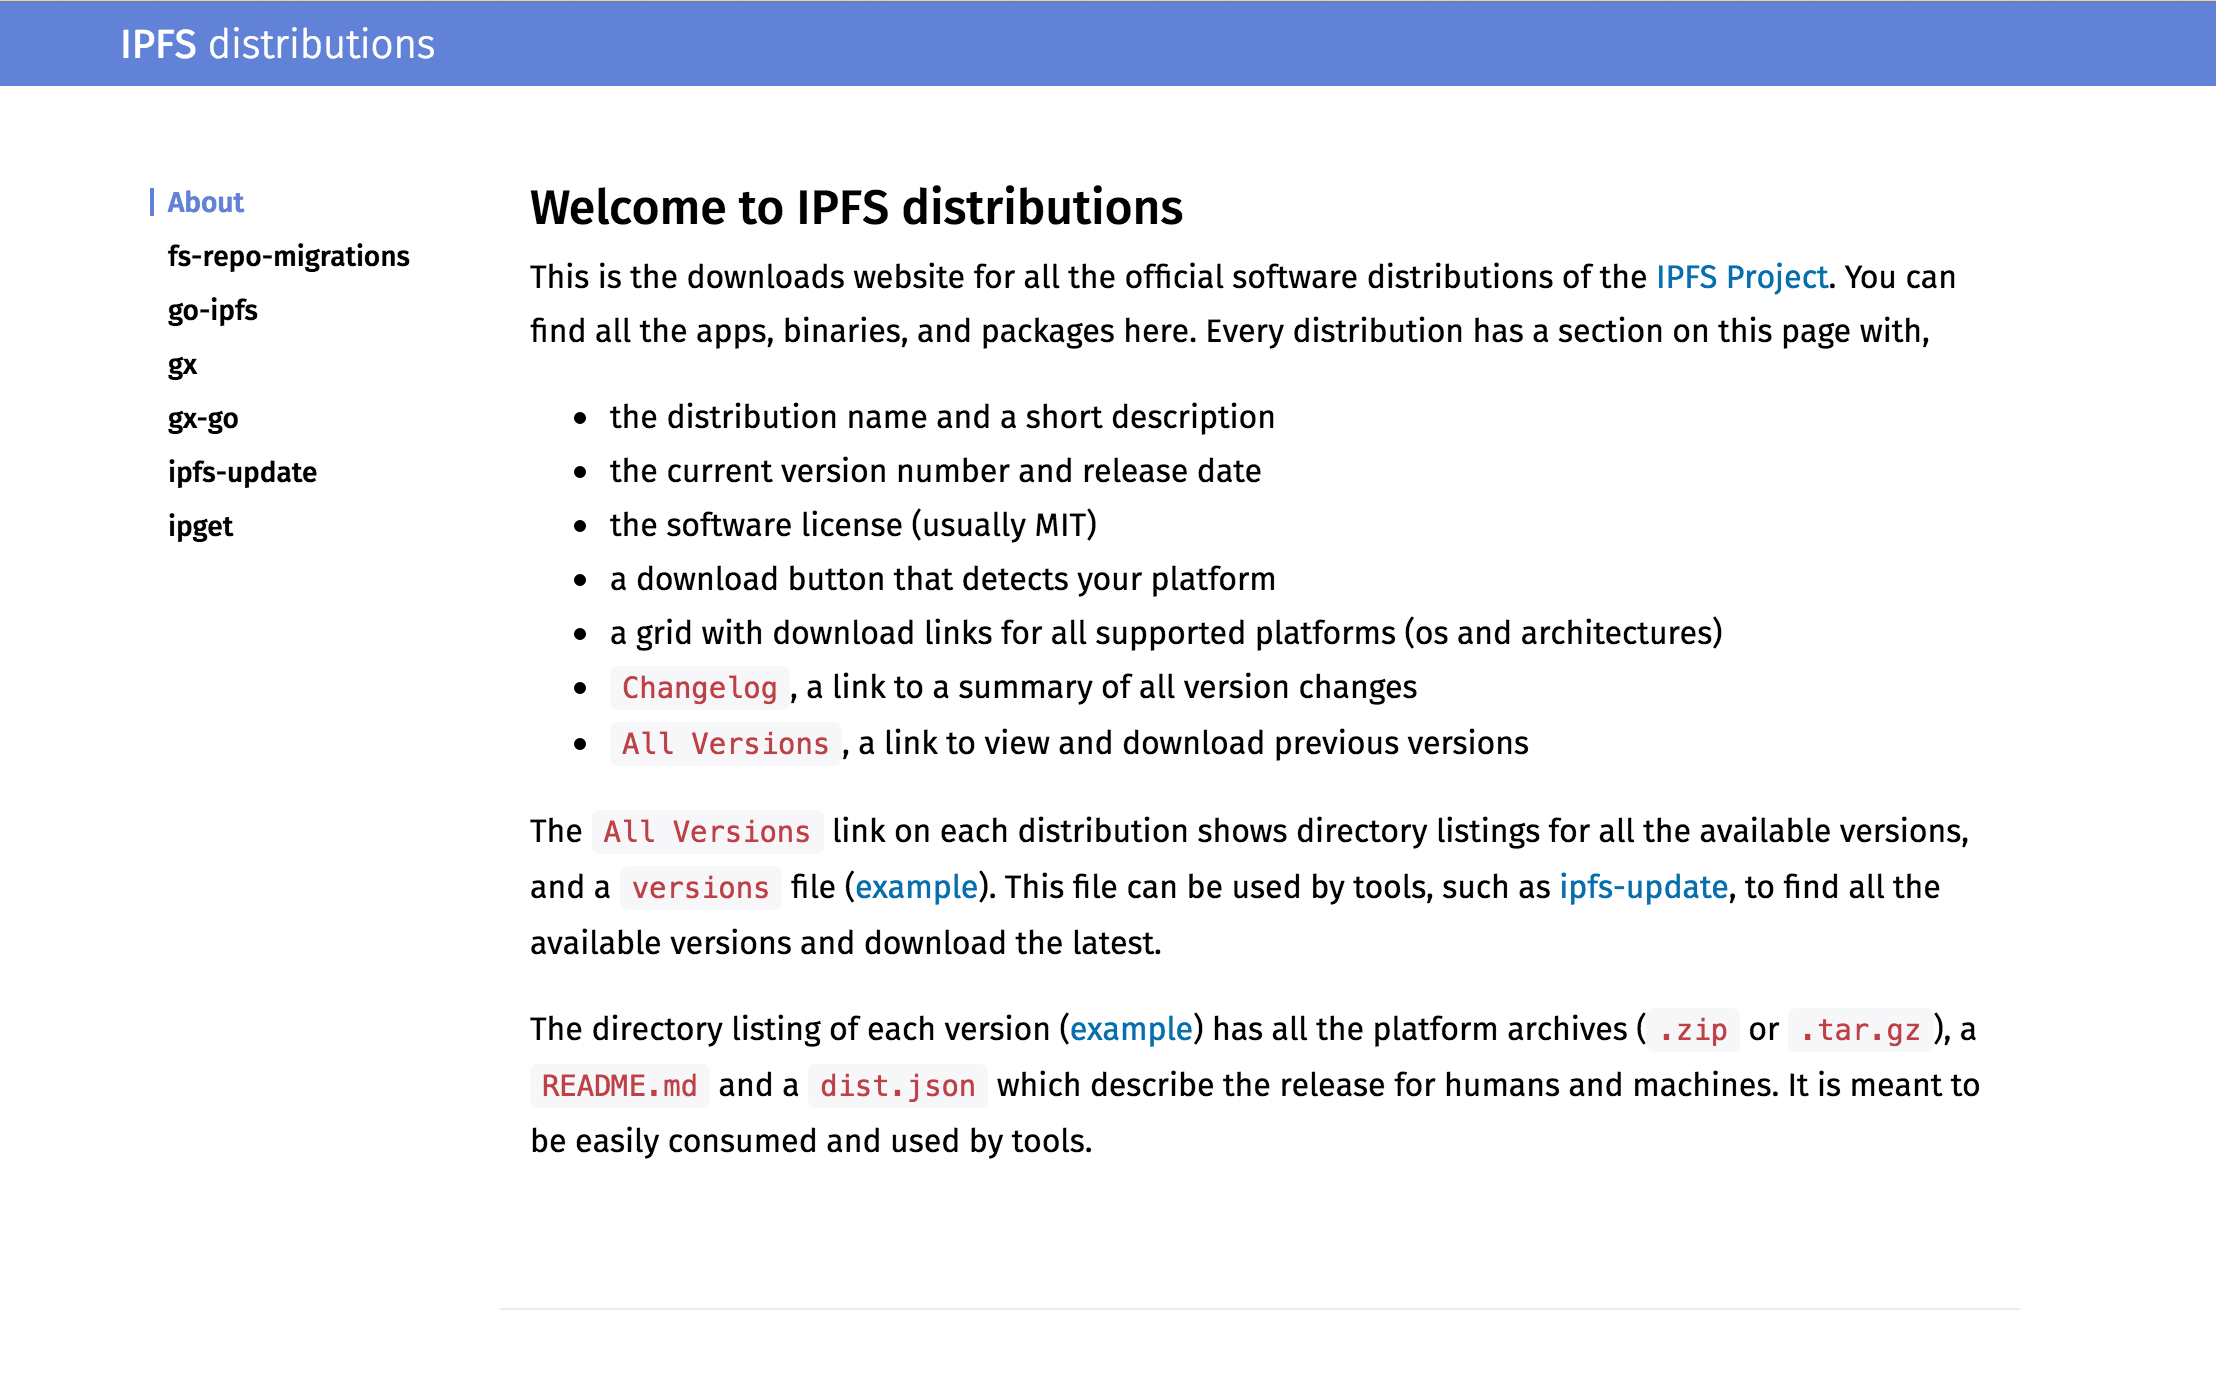 IPFS distributions
About
fs-repo-migrations
go-ipfs
gx
gx-go
ipfs-update
ipget
Welcome to IPFS distributions
This is the downloads website for all the official software distributions of the IPFS Project. You can
find all the apps, binaries, and packages here. Every distribution has a section on this page with,
• the distribution name and a short description
• the current version number and release date
• the software license (usually MIT)
• a download button that detects your platform
• a grid with download links for all supported platforms (os and architectures)
• Changelog, a link to a summary of all version changes
• All Versions, a link to view and download previous versions
The All Versions link on each distribution shows directory listings for all the available versions,
and a versions file (example). This file can be used by tools, such as ipfs-update, to find all the
available versions and download the latest.
The directory listing of each version (example) has all the platform archives (.zip or .tar.gz), a
README.md and a dist.json which describe the release for humans and machines. It is meant to
be easily consumed and used by tools.